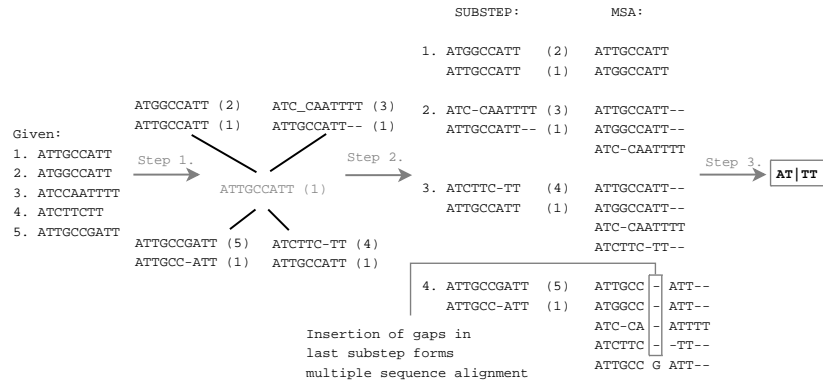 SUBSTEP: MSA:
1. ATGGCCATT (2) ATTGCCATT
ATTGCCATT (1) ATGGCCATT
ATGGCCATT (2) ATC_CAATTTT (3)
ATTGCCATT (1) ATTGCCATT-- (1)
2. ATC-CAATTTT (3) ATTGCCATT--
ATTGCCATT-- (1) ATGGCCATT--
ATC-CAATTTT
Given:
1. ATTGCCATT
2. ATGGCCATT
3. ATCCAATTTT
4. ATCTTCTT
5. ATTGCCGATT
Step 1.
ATTGCCATT (1)
Step 2.
3. ATCTTC-TT (4) ATTGCCATT--
ATTGCCATT (1) ATGGCCATT--
ATC-CAATTTT
ATCTTC-TT--
Step 3.
AT|TT
ATTGCCGATT (5) ATCTTC-TT (4)
ATTGCC-ATT (1) ATTGCCATT (1)
4. ATTGCCGATT (5) ATTGCC - ATT--
ATTGCC-ATT (1) ATGGCC - ATT--
ATC-CA - ATTTT
ATCTTC - -TT--
ATTGCC G ATT--
Insertion of gaps in
last substep forms
multiple sequence alignment